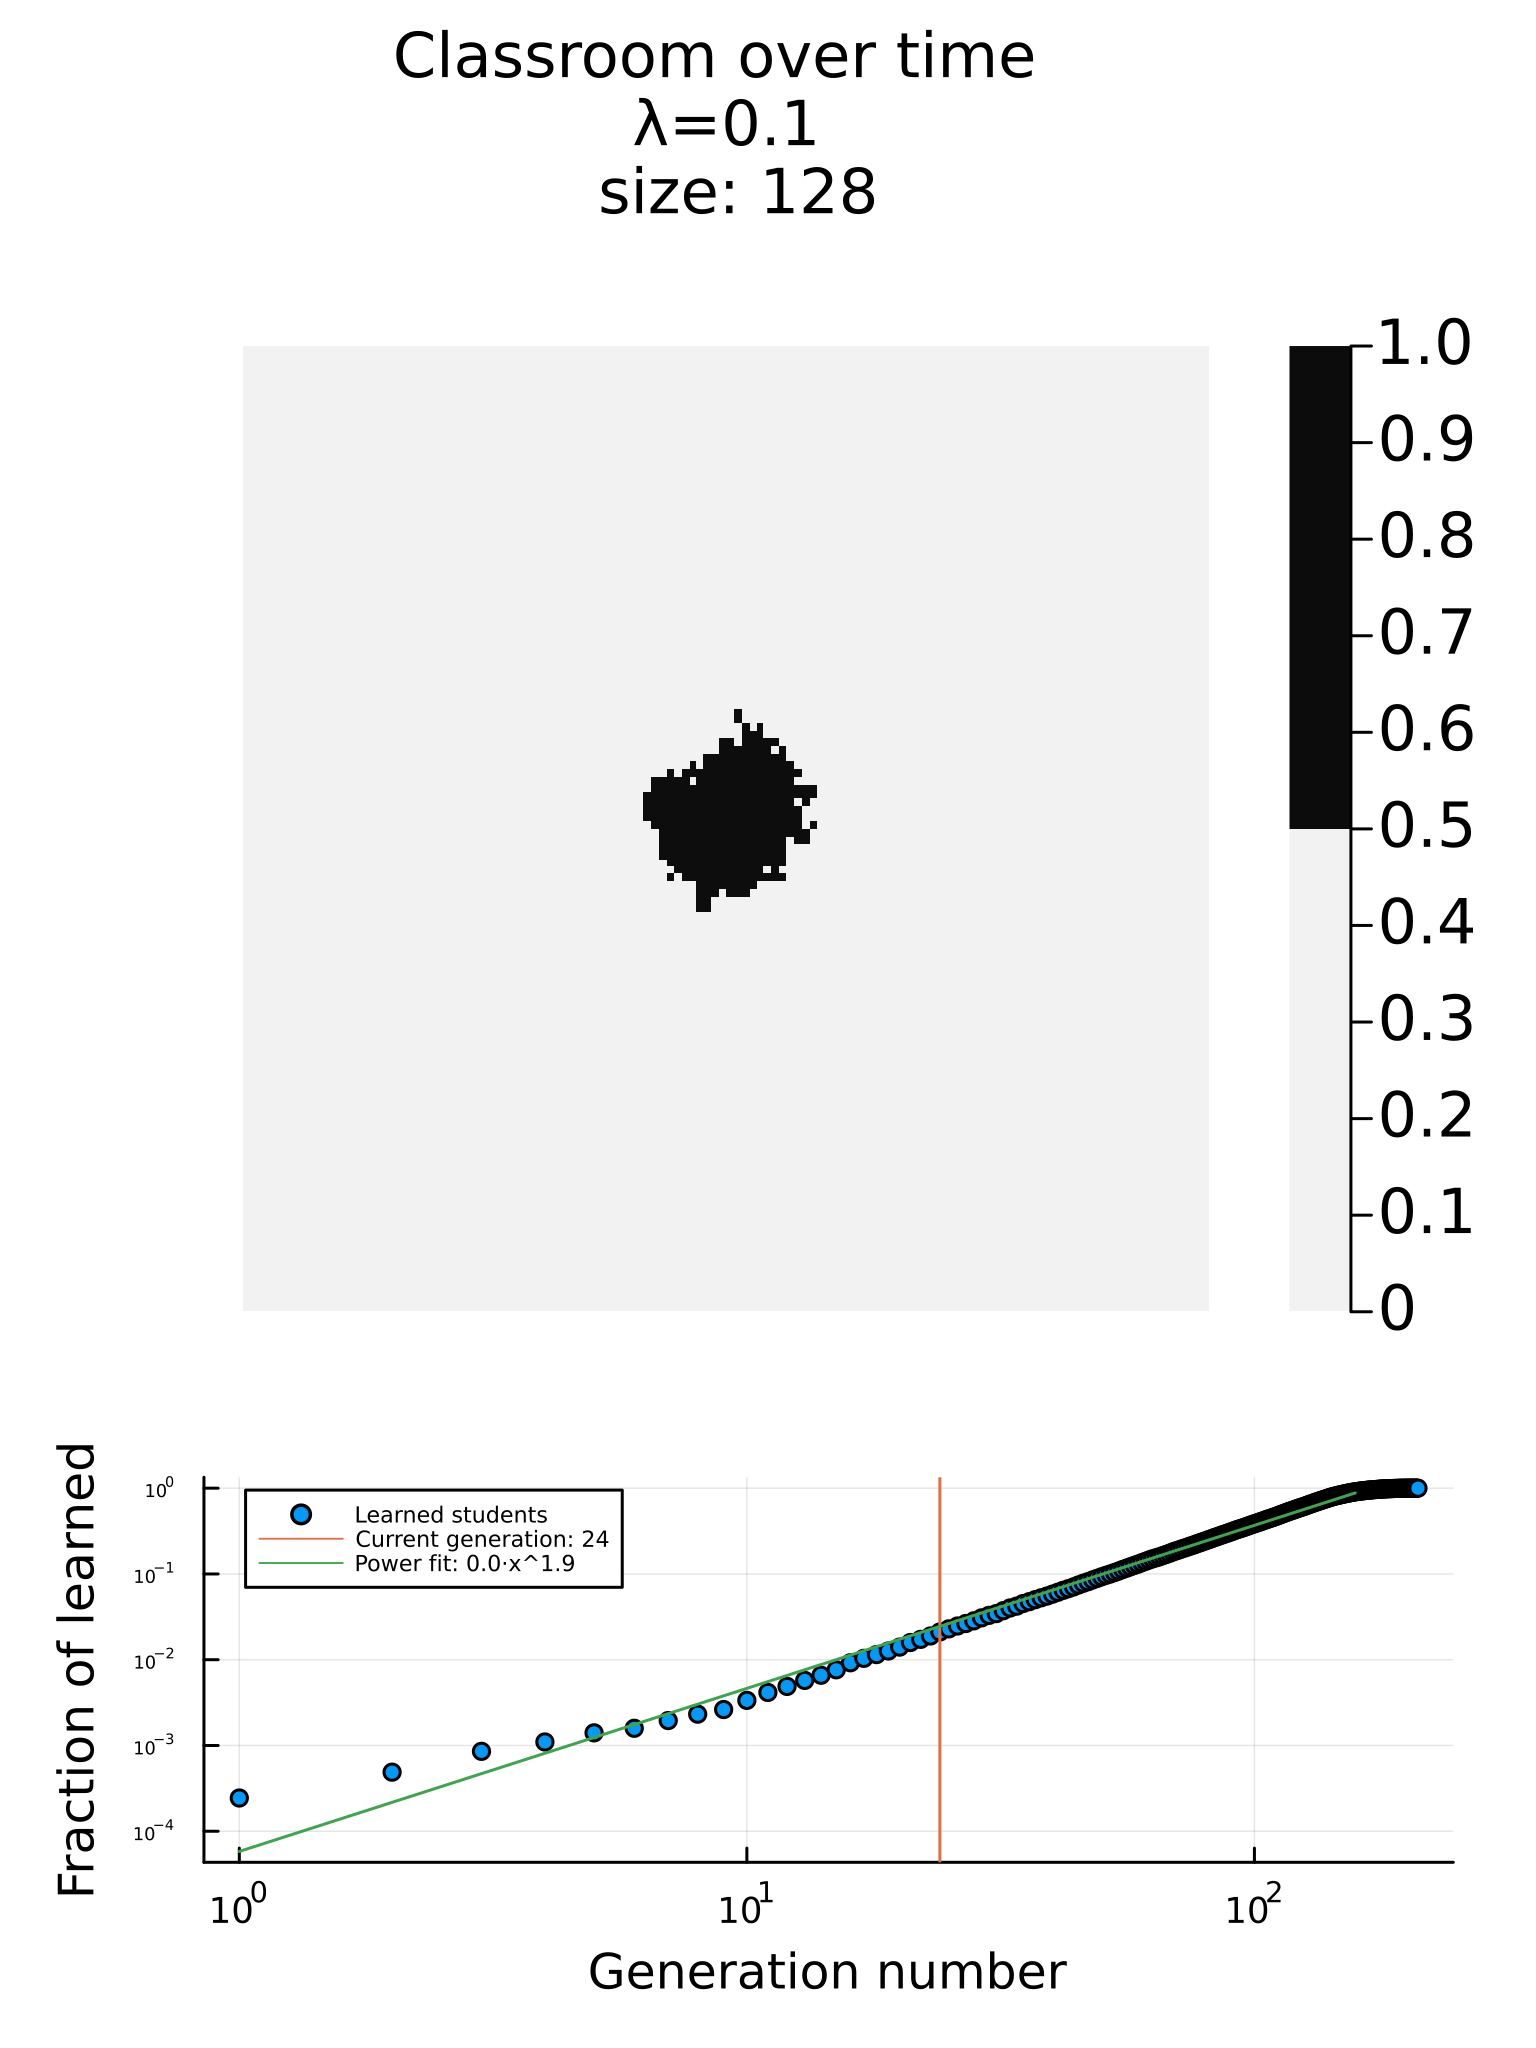 Classroom over time
λ=0.1
size: 128
1.0
0.9
0.8
0.7
0.6
0.5
0.4
0.3
0.2
0.1
0
Fraction of learned
10^0
10^-1
10^-2
10^-3
10^-4
Learned students
Current generation: 24
Power fit: 0.0·x^1.9
10^0 10^1 10^2
Generation number